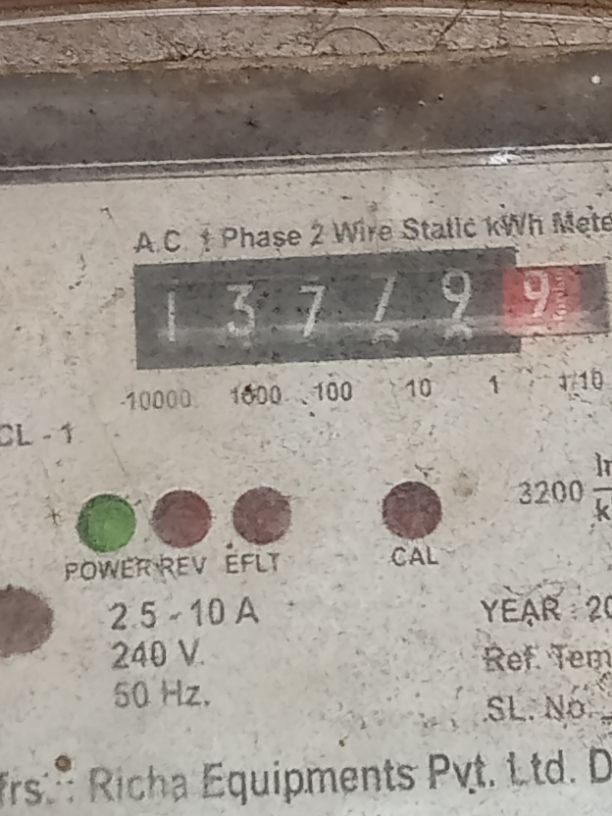 A.C. 1 Phase 2 Wire Static kWh Mete
1 3 7 7 9 9
10000 1000 100 10 1 1/10
CL - 1
3200
POWER REV EFLT CAL
2.5 - 10 A
240 V.
50 Hz.
YEAR : 20
Ref. Tem
SL. No.
frs. : Richa Equipments Pvt. Ltd. D